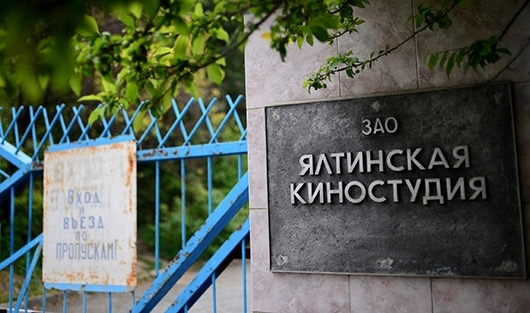 Вход
и
въезд
по
пропускам!
ЗАО
ЯЛТИНСКАЯ
КИНОСТУДИЯ